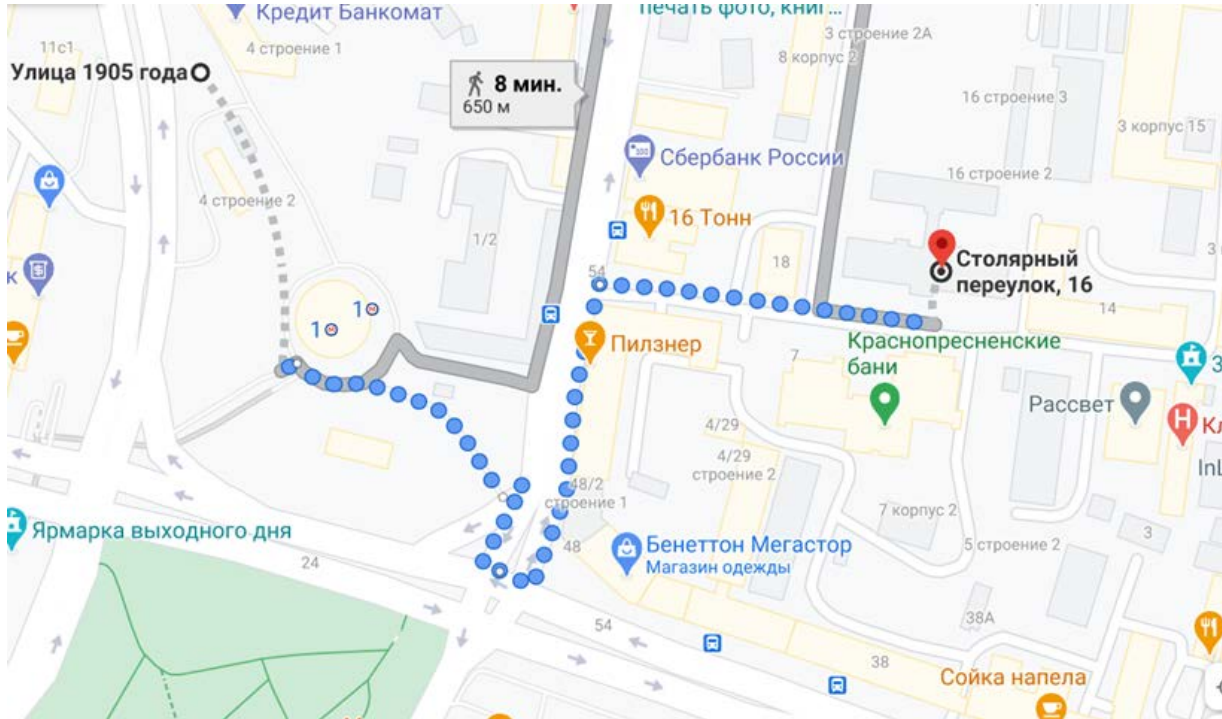 Кредит Банкомат
печать фото, книг ...
11с1
4 строение 1
3 строение 2А
8 корпус 2
Улица 1905 года
8 мин.
650 м
16 строение 3
3 корпус 15
Сбербанк России
16 строение 2
4 строение 2
16 Тонн
1/2
18
Столярный
переулок, 16
54
14
1
1
Пилзнер
7
Краснопресненские
бани
Рассвет
4/29
4/29
строение 2
48/2
строение 1
7 корпус 2
Ярмарка выходного дня
48
Бенеттон Мегастор
Магазин одежды
5 строение 2
3
24
54
38А
38
Сойка напела